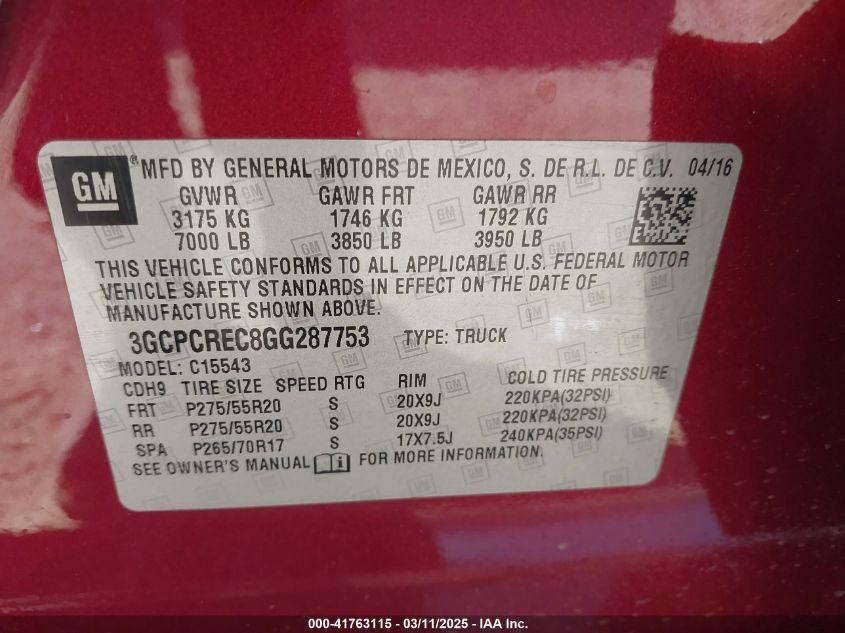 GM ® MFD BY GENERAL MOTORS DE MEXICO, S. DE R.L. DE C.V. 04/16
GVWR GAWR FRT GAWR RR
3175 KG 1746 KG 1792 KG
7000 LB 3850 LB 3950 LB
THIS VEHICLE CONFORMS TO ALL APPLICABLE U.S. FEDERAL MOTOR
VEHICLE SAFETY STANDARDS IN EFFECT ON THE DATE OF
MANUFACTURE SHOWN ABOVE.
3GCPCREC8GG287753 TYPE: TRUCK
MODEL: C15543
CDH9 TIRE SIZE SPEED RTG RIM COLD TIRE PRESSURE
FRT P275/55R20 S 20X9J 220KPA(32PSI)
RR P275/55R20 S 20X9J 220KPA(32PSI)
SPA P265/70R17 S 17X7.5J 240KPA(35PSI)
SEE OWNER'S MANUAL i FOR MORE INFORMATION.
000-41763115 - 03/11/2025 - IAA Inc.